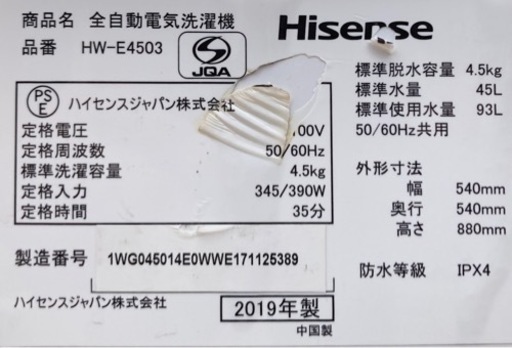 商品名 全自動電気洗濯機
品番 HW-E4503
S
JQA
Hisense
PS
E
ハイセンスジャパン株式会社
定格電圧 100V
定格周波数 50/60Hz
標準洗濯容量 4.5kg
定格入力 345/390W
定格時間 35分
標準脱水容量 4.5kg
標準水量 45L
標準使用水量 93L
50/60Hz共用
外形寸法
幅 540mm
奥行 540mm
高さ 880mm
製造番号 1WG045014E0WWE171125389
防水等級 IPX4
ハイセンスジャパン株式会社 2019年製
中国製